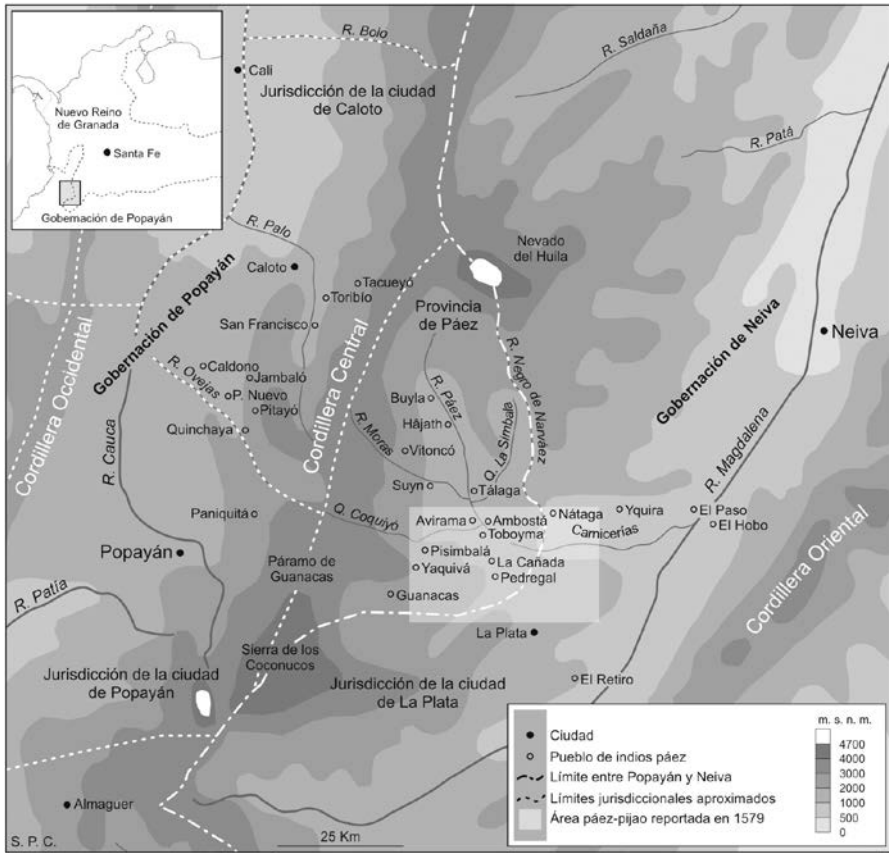 Nuevo Reino
de Granada
Santa Fe
Gobernación de Popayán
Cali
R. Bolo
Jurisdicción de la ciudad
de Caloto
R. Saldaña
R. Patá
R. Palo
Caloto
Tacueyó
Toribío
San Francisco
Nevado
del Huila
Provincia
de Páez
Gobernación de Popayán
Cordillera Occidental
Cordillera Central
Gobernación de Neiva
Neiva
R. Negro de Narváez
R. Ovejas
Caldono
Jambaló
P. Nuevo
Pitayó
Quinchaya
Buyla
R. Páez
Hâjath
R. Moras
Vitoncó
Q. La Simbala
R. Cauca
R. Magdalena
Suyn
Tálaga
Paniquitá
Q. Coquiyó
Avirama
Ambostá
Toboyma
Nátaga
Yquira
Carnicerías
El Paso
El Hobo
Popayán
Páramo de
Guanacas
Pisimbalá
Yaquivá
La Cañada
Pedregal
Guanacas
R. Patía
Cordillera Oriental
La Plata
Sierra de los
Coconucos
Jurisdicción de la ciudad
de Popayán
Jurisdicción de la ciudad
de La Plata
El Retiro
Almaguer
S. P. C.
25 Km
Ciudad
Pueblo de indios páez
Límite entre Popayán y Neiva
Límites jurisdiccionales aproximados
Área páez-pijao reportada en 1579
m. s. n. m.
4700
4000
3000
2000
1000
500
0